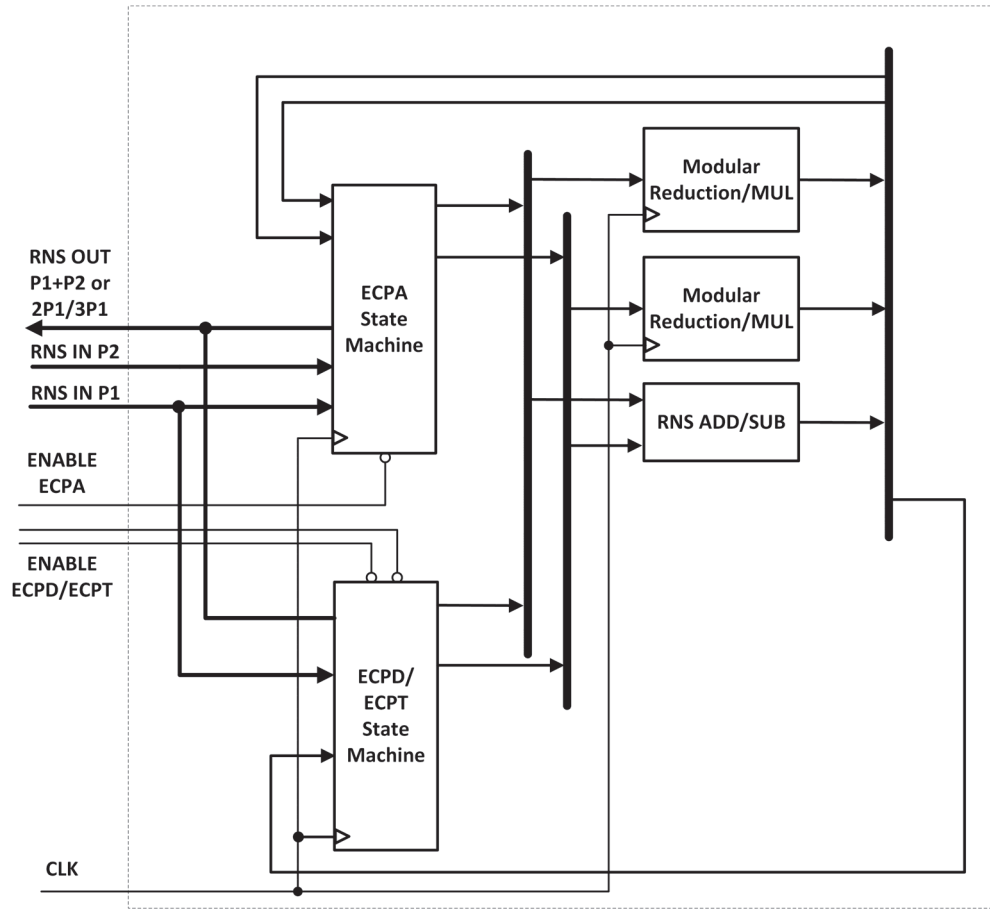 Modular
Reduction/MUL
RNS OUT
P1+P2 or
2P1/3P1
RNS IN P2
RNS IN P1
ECPA
State
Machine
Modular
Reduction/MUL
RNS ADD/SUB
ENABLE
ECPA
ENABLE
ECPD/ECPT
ECPD/
ECPT
State
Machine
CLK